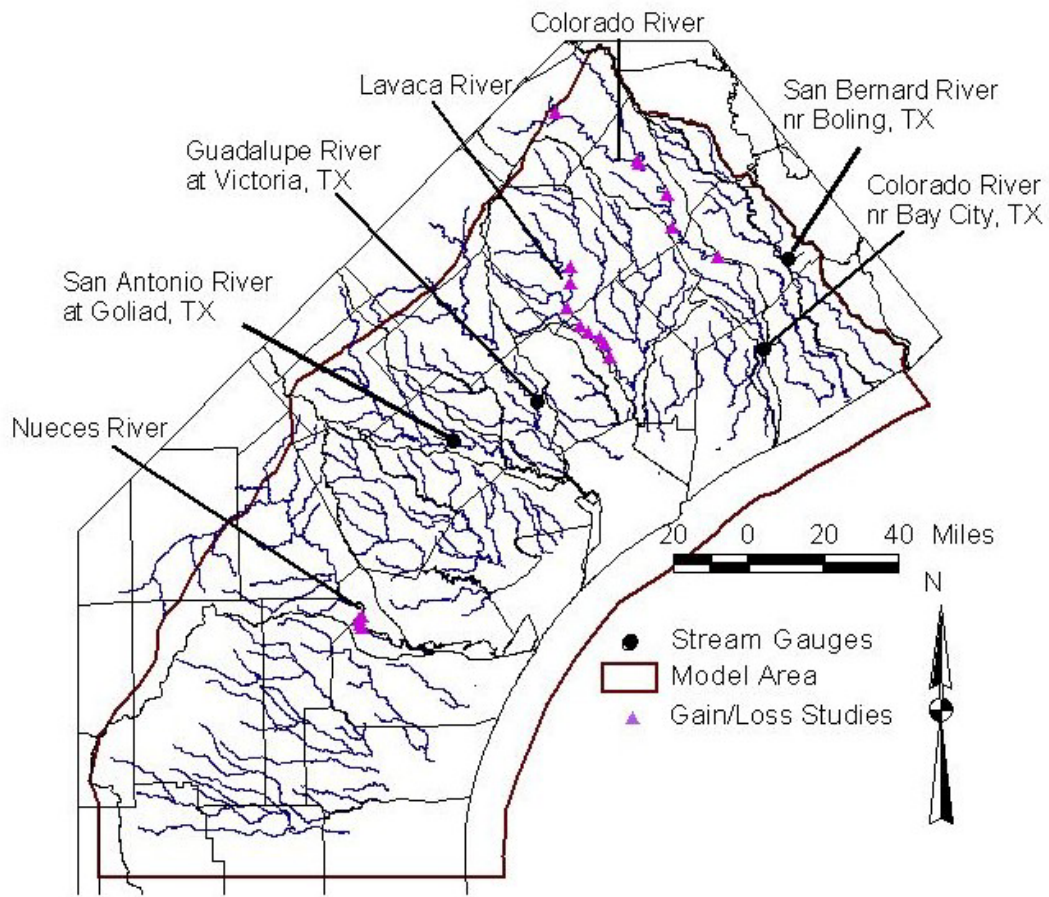 Colorado River
Lavaca River
San Bernard River
nr Boling, TX
Guadalupe River
at Victoria, TX
Colorado River
nr Bay City, TX
San Antonio River
at Goliad, TX
Nueces River
20 0 20 40 Miles
N
Stream Gauges
Model Area
Gain/Loss Studies